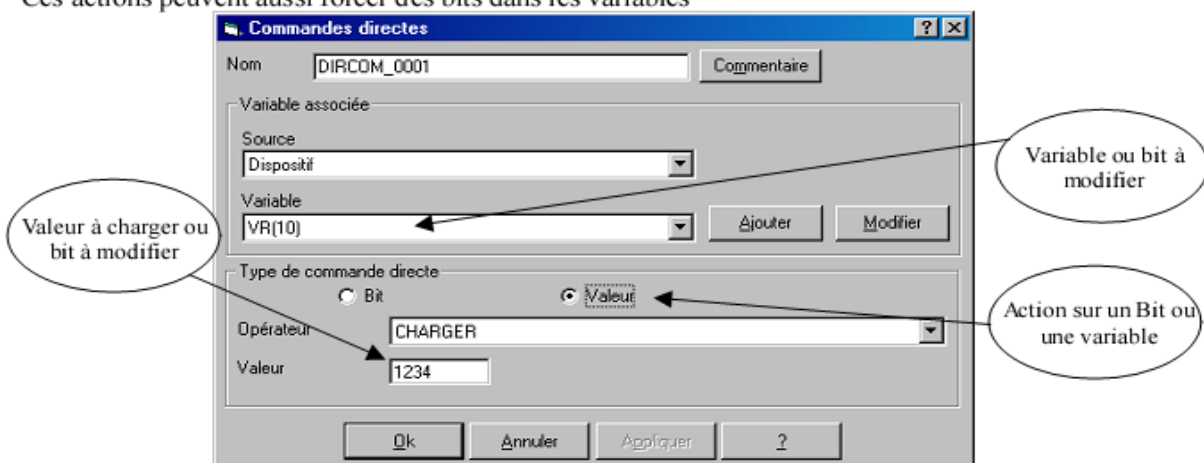 Ces actions peuvent aussi forcer des bits dans les variables
Commandes directes
Nom DIRCOM_0001 Commentaire
Variable associée
Source
Dispositif
Variable
VR(10) Ajouter Modifier
Type de commande directe
Bit Valeur
Opérateur CHARGER
Valeur 1234
Ok Annuler Appliquer ?
Valeur à charger ou
bit à modifier
Variable ou bit à
modifier
Action sur un Bit ou
une variable